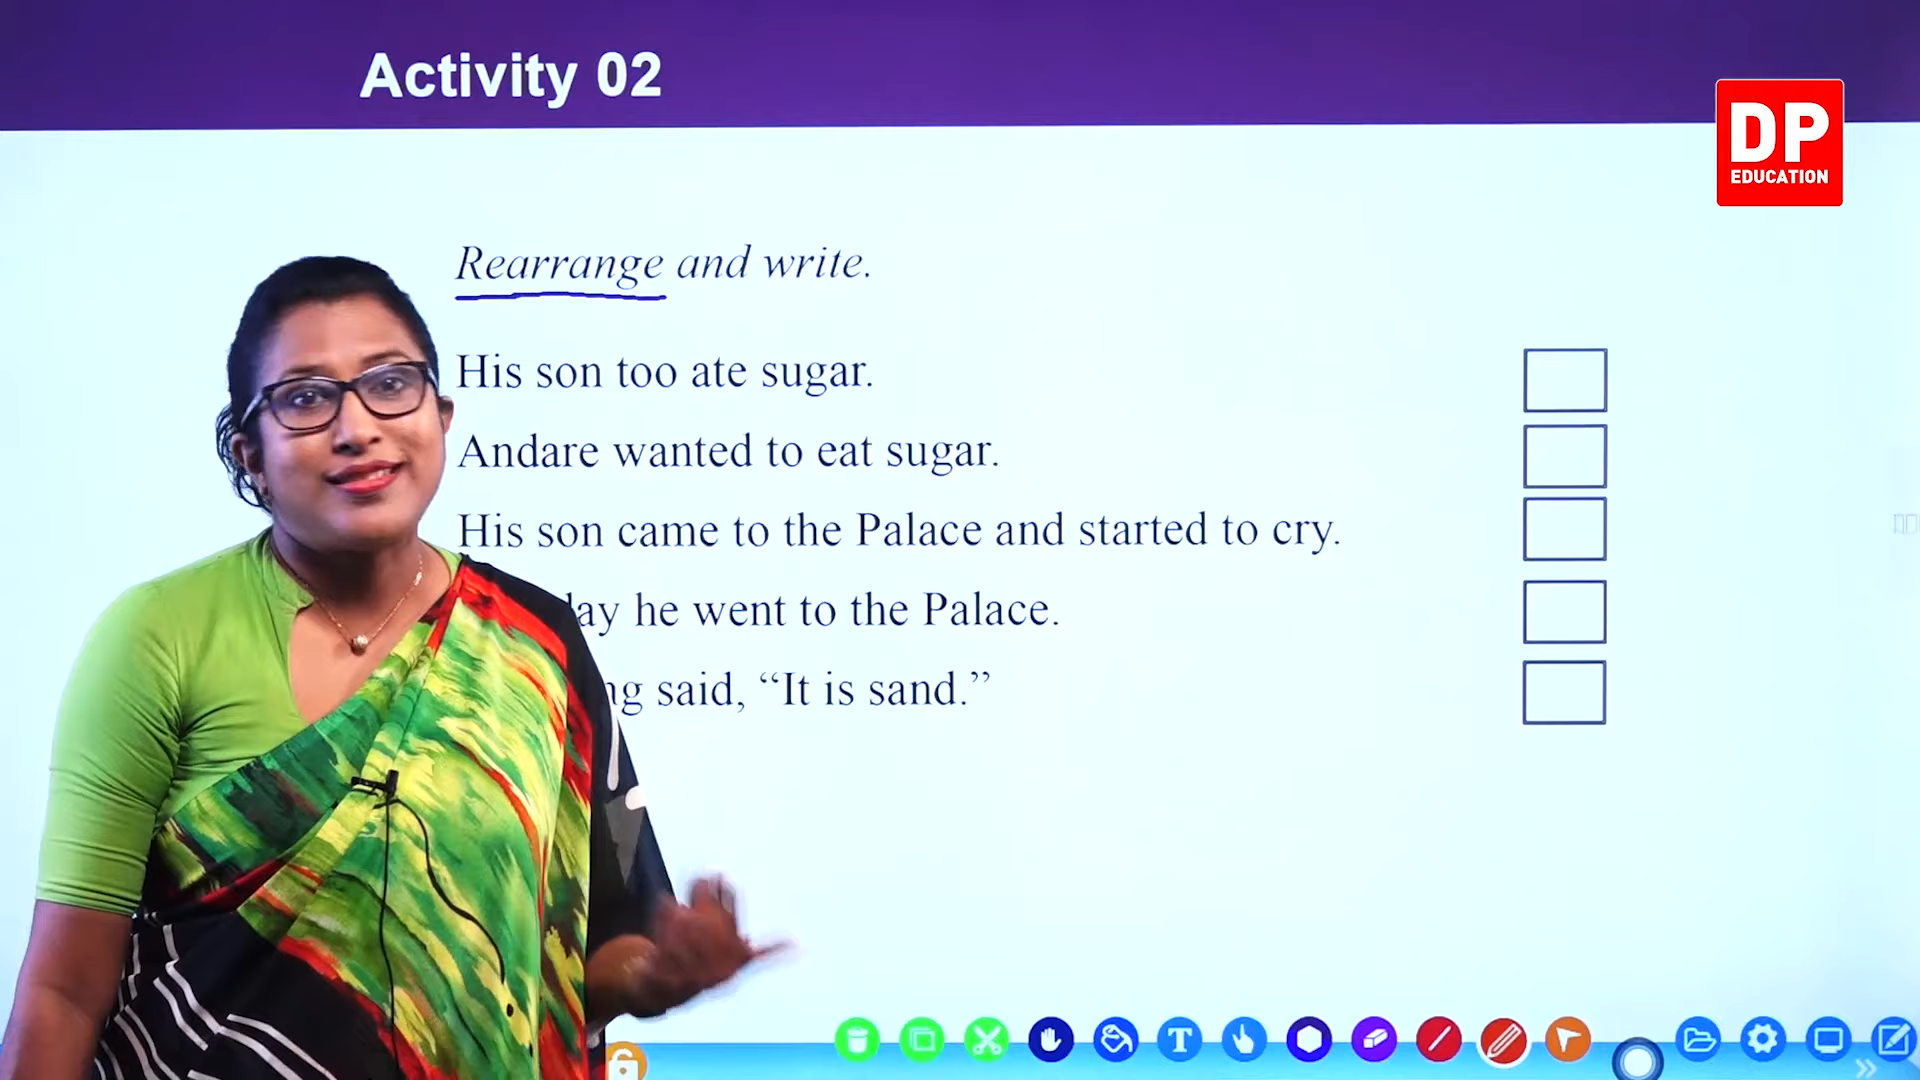 Activity 02
DP
EDUCATION
Rearrange and write.
His son too ate sugar.
Andare wanted to eat sugar.
His son came to the Palace and started to cry.
he went to the Palace.
said, “It is sand.”
T